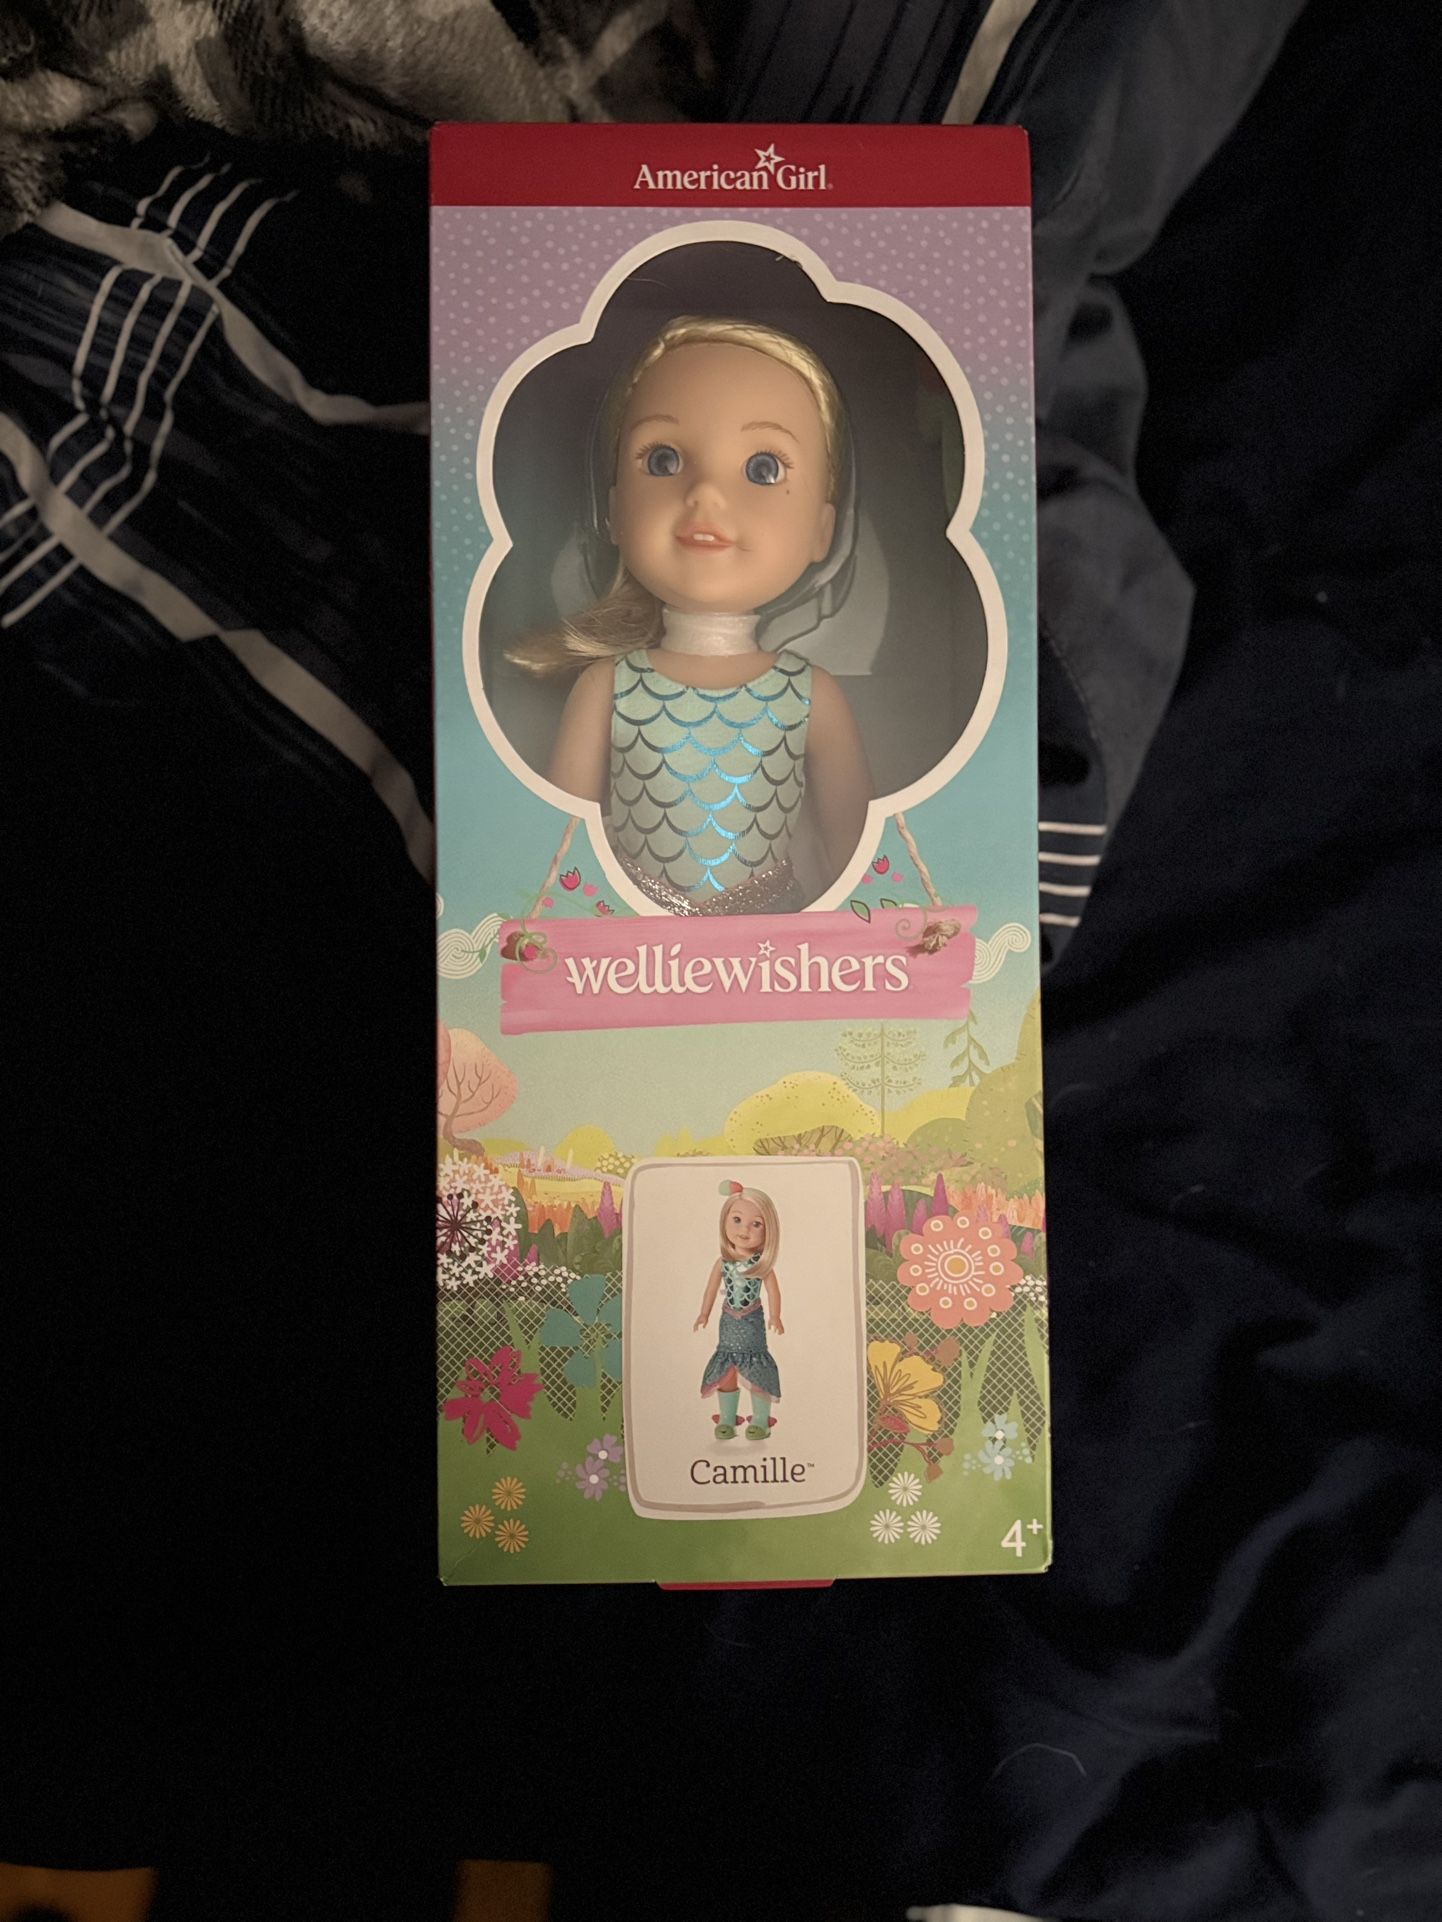 American Girl
welliewishers
Camille™
4+